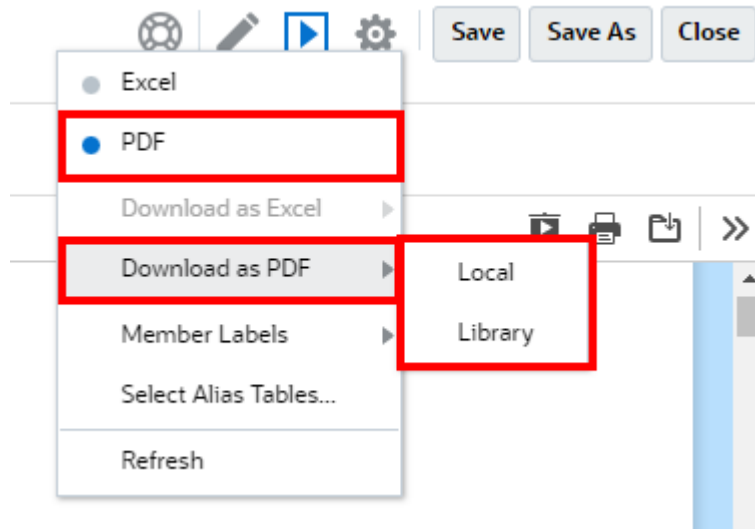 Save Save As Close
Excel
PDF
Download as Excel
Download as PDF
Local
Member Labels
Library
Select Alias Tables...
Refresh